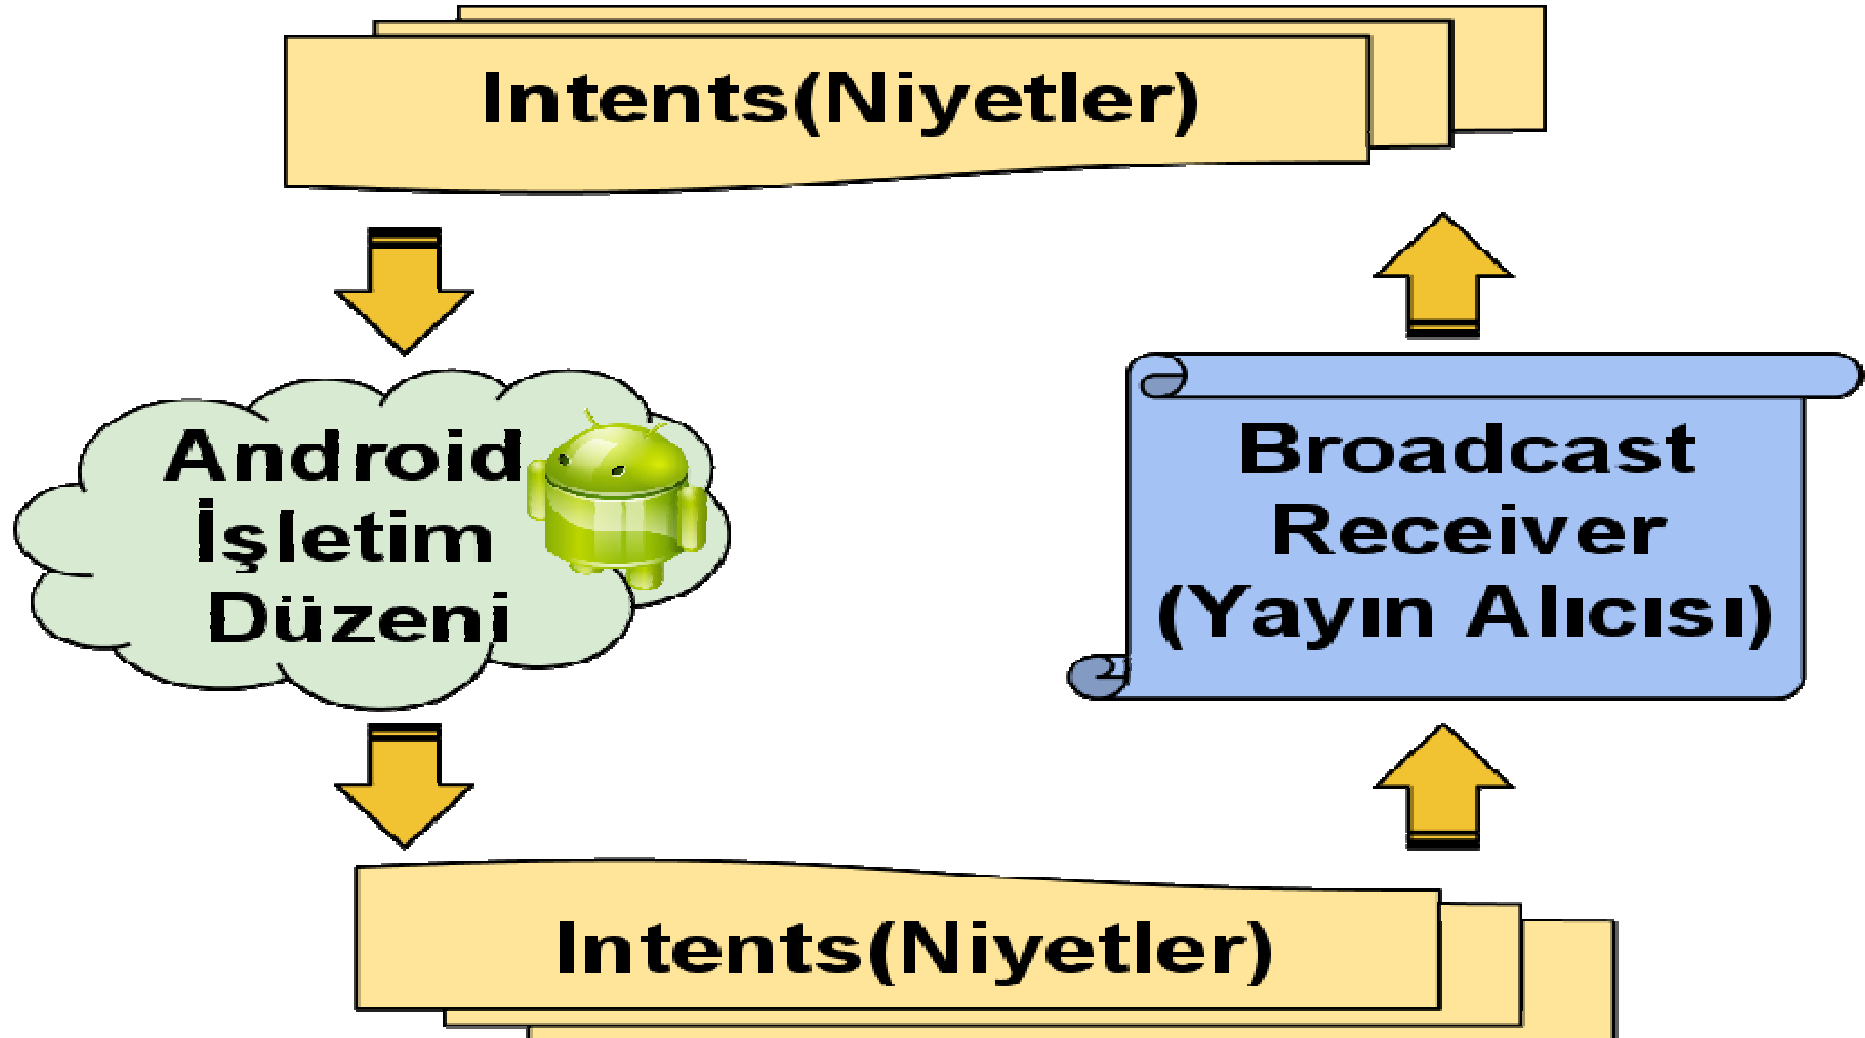 Intents(Niyetler)
Android
İşletim
Düzeni
Broadcast
Receiver
(Yayın Alıcısı)
Intents(Niyetler)